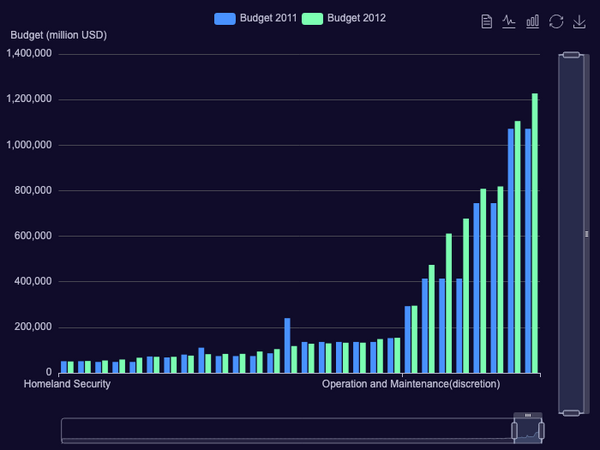 Budget 2011 Budget 2012
Budget (million USD)
1,400,000
1,200,000
1,000,000
800,000
600,000
400,000
200,000
0
Homeland Security Operation and Maintenance(discretion)